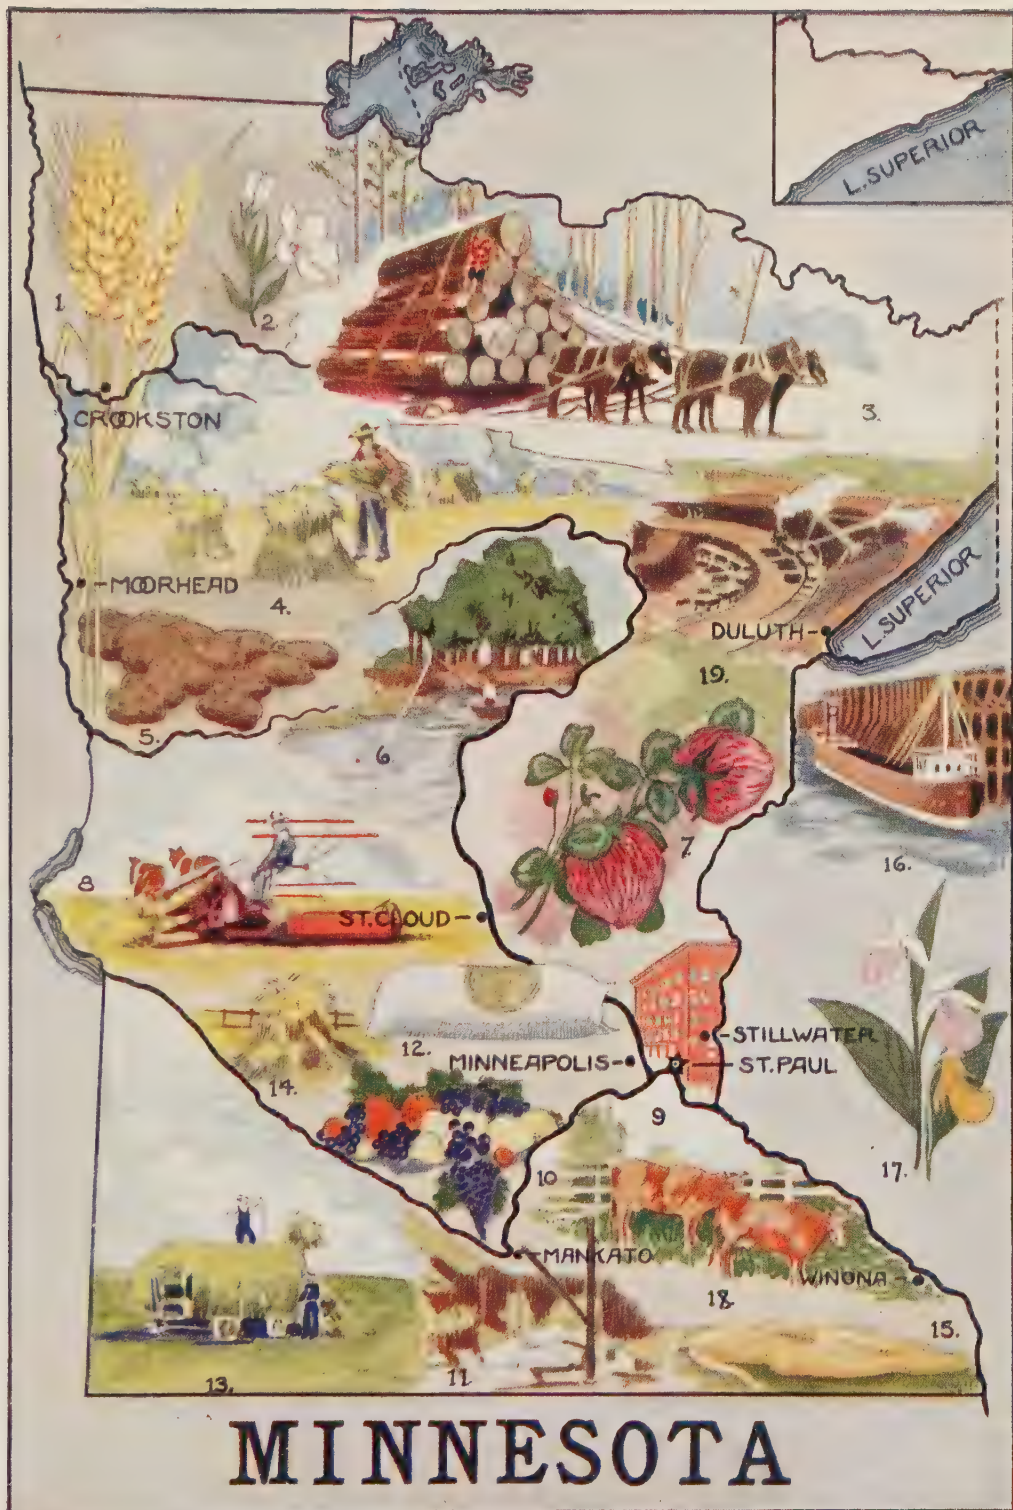 L. SUPERIOR
1
2
3.
CROOKSTON
MOORHEAD
4.
L. SUPERIOR
DULUTH
19.
5.
6.
7.
16.
8
ST. CLOUD
12.
STILLWATER
MINNEAPOLIS
ST. PAUL
14.
9
17.
10
MANKATO
WINONA
18.
15.
11.
13.
MINNESOTA